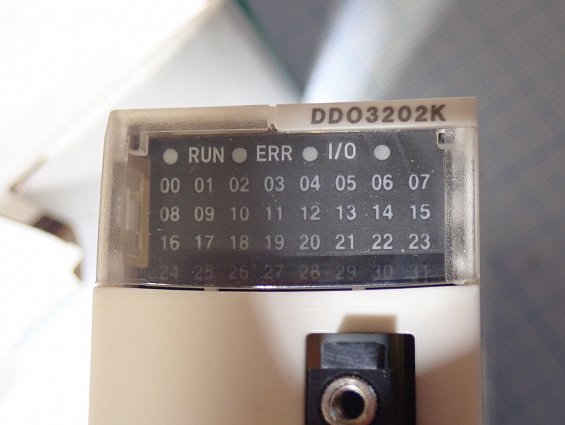 DDO3202K
RUN ERR I/O
00 01 02 03 04 05 06 07
08 09 10 11 12 13 14 15
16 17 18 19 20 21 22 23
24 25 26 27 28 29 30 31